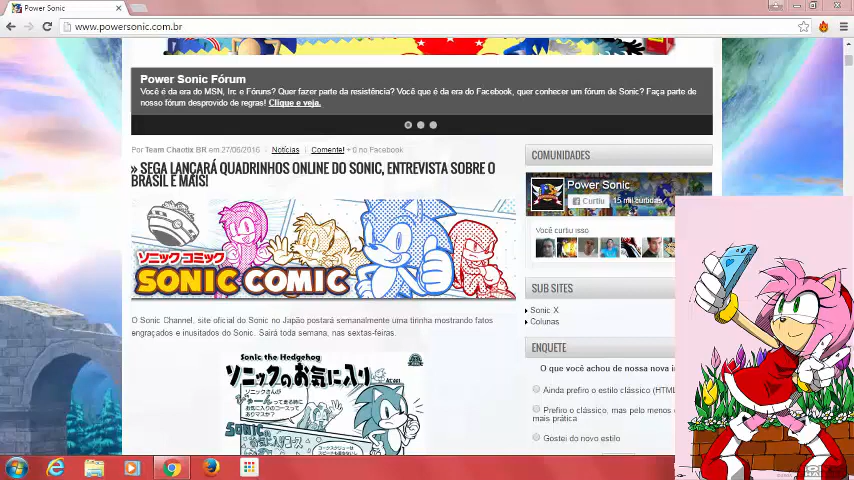 Power Sonic
www.powersonic.com.br
Power Sonic Fórum
Você é da era do MSN, Irc e Fóruns? Quer fazer parte da resistência? Você que é da era do Facebook, quer conhecer um fórum de Sonic? Faça parte de
nosso fórum desprovido de regras! Clique e veja.
Por Team Chaotix BR em 27/06/2016 Notícias Comente! + 0 no Facebook
» SEGA LANÇARÁ QUADRINHOS ONLINE DO SONIC, ENTREVISTA SOBRE O
BRASIL E MAIS!
ソニックコミック
SONIC COMIC
O Sonic Channel, site oficial do Sonic no Japão postará semanalmente uma tirinha mostrando fatos
engraçados e inusitados do Sonic. Sairá toda semana, nas sextas-feiras.
Sonic the Hedgehog
ソニックのお気に入り
COMUNIDADES
Power Sonic
Curtiu
15 mil curtidas
Você curtiu isso
SUB SITES
Sonic X
Colunas
ENQUETE
O que você achou de nossa nova i
Ainda prefiro o estilo clássico (HTML
Prefiro o clássico, mas pelo menos
mais prática
Gostei do novo estilo